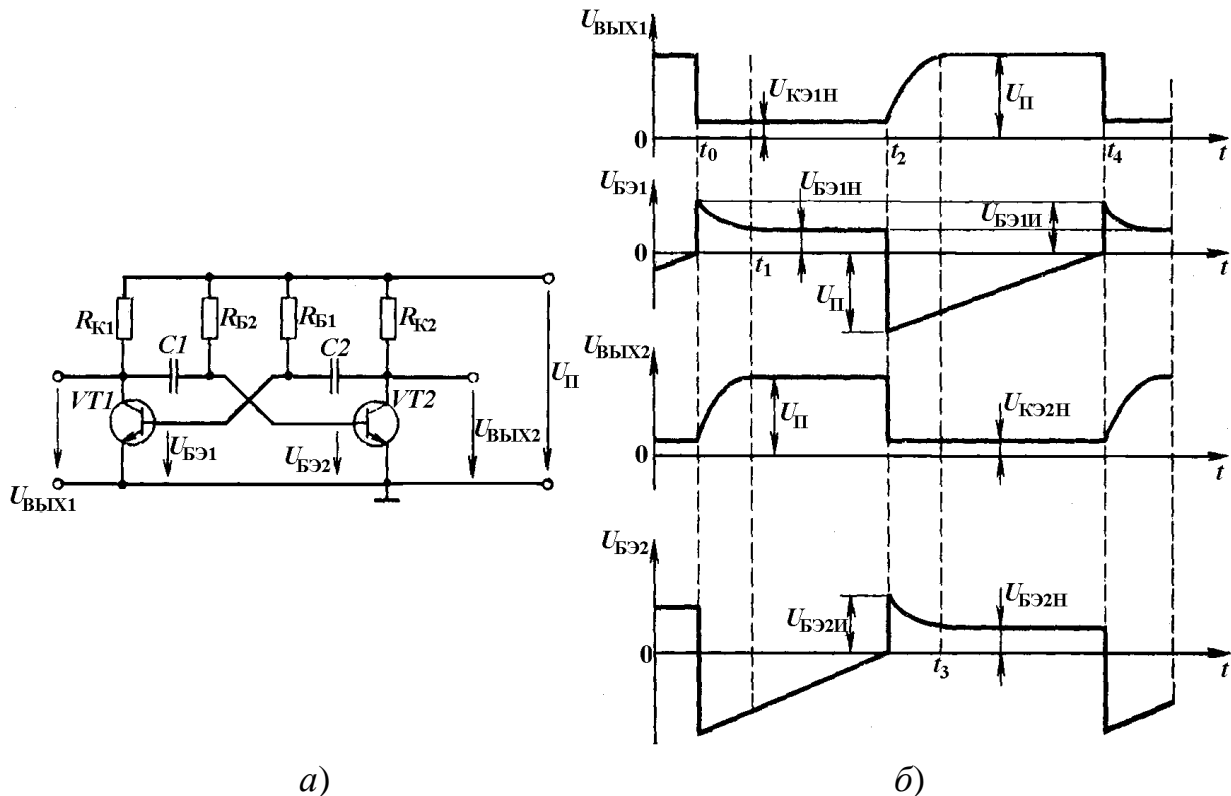 R_К1
R_Б2
R_Б1
R_К2
C1
C2
VT1
VT2
U_БЭ1
U_БЭ2
U_ВЫХ2
U_П
U_ВЫХ1
а)
U_ВЫХ1
U_КЭ1Н
U_П
0
t_0
t_2
t_4
t
U_БЭ1
U_БЭ1Н
U_БЭ1И
0
t_1
U_П
t
U_ВЫХ2
U_П
U_КЭ2Н
0
t
U_БЭ2
U_БЭ2И
U_БЭ2Н
0
t_3
t
б)